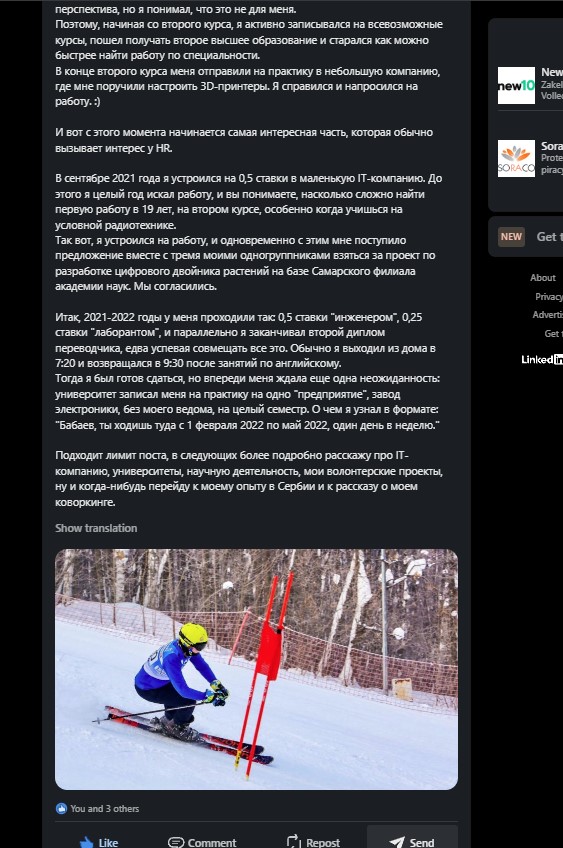 перспектива, но я понимал, что это не для меня.
Поэтому, начиная со второго курса, я активно записывался на всевозможные
курсы, пошел получать второе высшее образование и старался как можно
быстрее найти работу по специальности.
В конце второго курса меня отправили на практику в небольшую компанию,
где мне поручили настроить 3D-принтеры. Я справился и напросился на
работу. :)
И вот с этого момента начинается самая интересная часть, которая обычно
вызывает интерес у HR.
В сентябре 2021 года я устроился на 0,5 ставки в маленькую IT-компанию. До
этого я целый год искал работу, и вы понимаете, насколько сложно найти
первую работу в 19 лет, на втором курсе, особенно когда учишься на
условной радиотехнике.
Так вот, я устроился на работу, и одновременно с этим мне поступило
предложение вместе с тремя моими одногруппниками взяться за проект по
разработке цифрового двойника растений на базе Самарского филиала
академии наук. Мы согласились.
Итак, 2021-2022 годы у меня проходили так: 0,5 ставки "инженером", 0,25
ставки "лаборантом", и параллельно я заканчивал второй диплом
переводчика, едва успевая совмещать все это. Обычно я выходил из дома в
7:20 и возвращался в 9:30 после занятий по английскому.
Тогда я был готов сдаться, но впереди меня ждала еще одна неожиданность:
университет записал меня на практику на одно "предприятие", завод
электроники, без моего ведома, на целый семестр. О чем я узнал в формате:
"Бабаев, ты ходишь туда с 1 февраля 2022 по май 2022, один день в неделю."
Подходит лимит поста, в следующих более подробно расскажу про IT-
компанию, университеты, научную деятельность, мои волонтерские проекты,
ну и когда-нибудь перейду к моему опыту в Сербии и к рассказу о моем
коворкинге.
Show translation
You and 3 others
Like Comment Repost Send
new10
New
Zakel
Volle
SORACO
Sora
Prote
pirac
NEW Get t
About
Privacy
Adverti
Get t
Linkedin